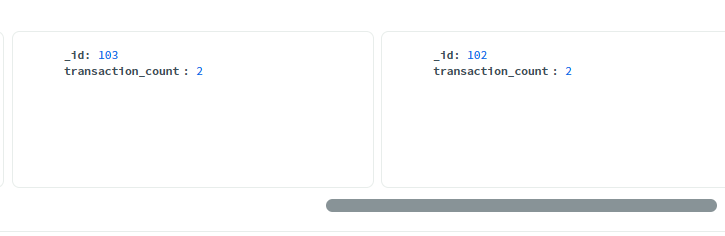 _id: 103
transaction_count : 2
_id: 102
transaction_count : 2